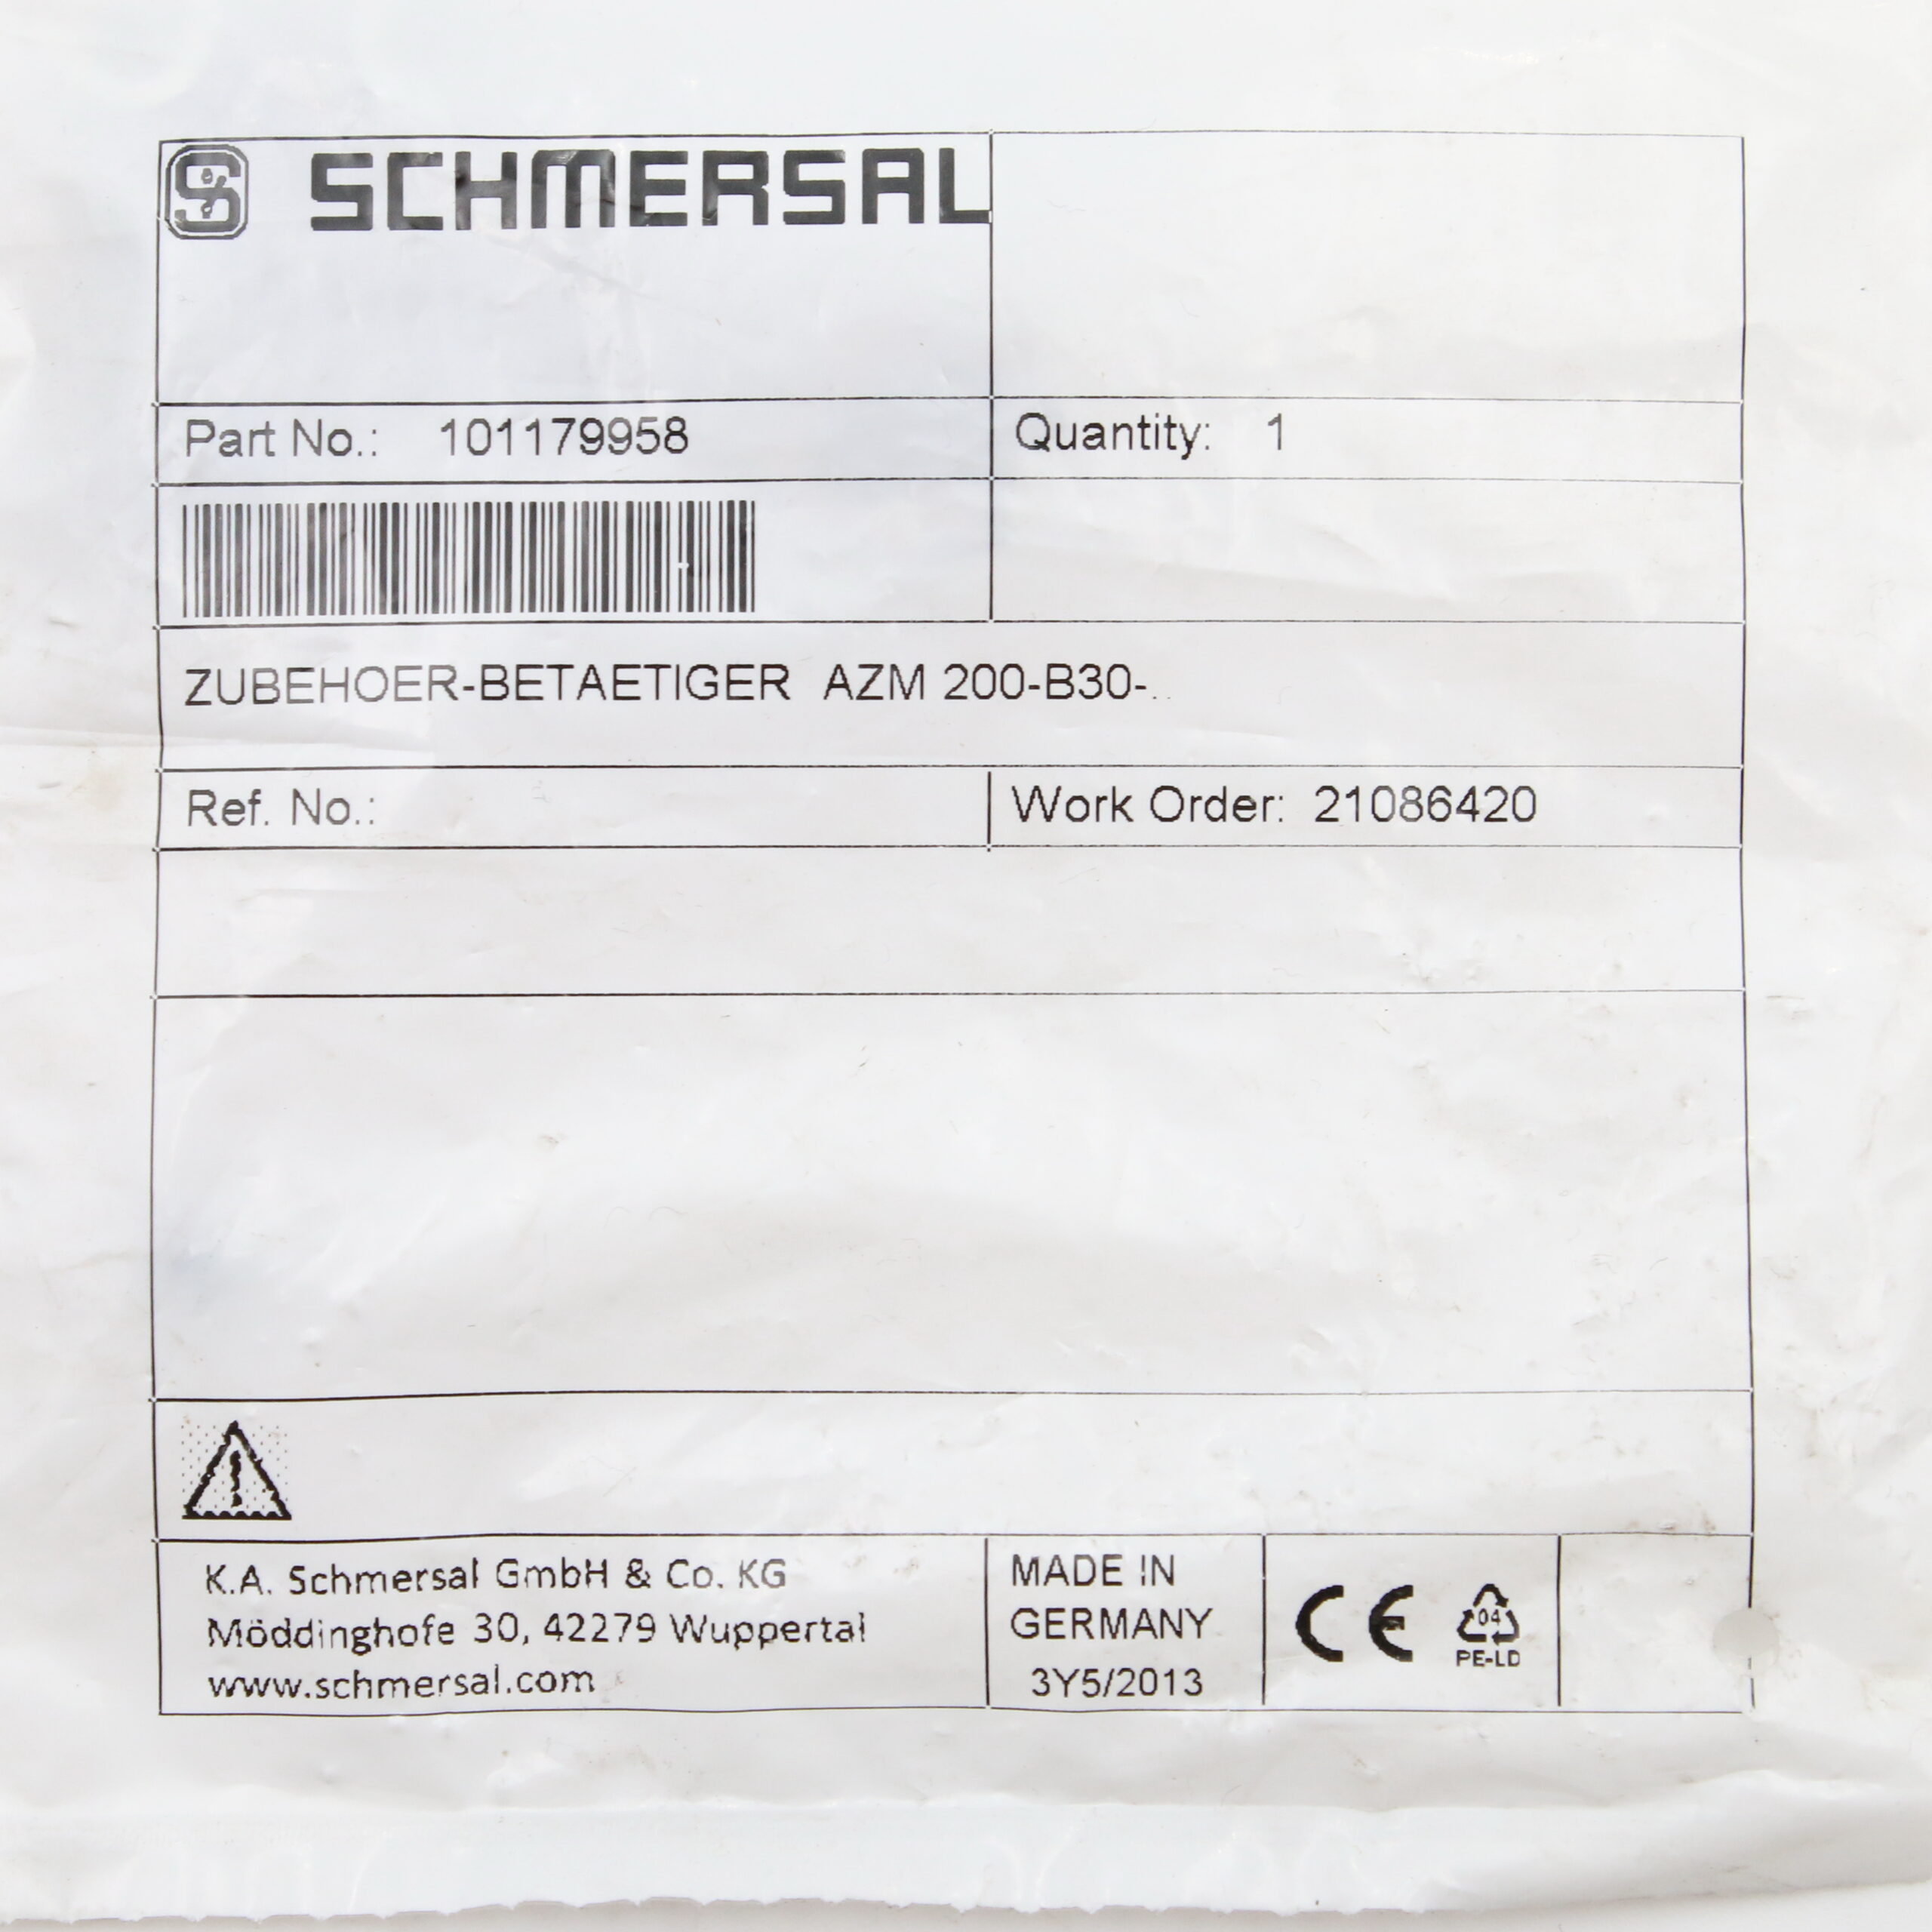 SCHMERSAL
Part No.: 101179958
Quantity: 1
ZUBEHOER-BETAETIGER AZM 200-B30-..
Ref. No.:
Work Order: 21086420
K.A. Schmersal GmbH & Co. KG
Möddinghofe 30, 42279 Wuppertal
www.schmersal.com
MADE IN
GERMANY
3Y5/2013
CE
04
PE-LD